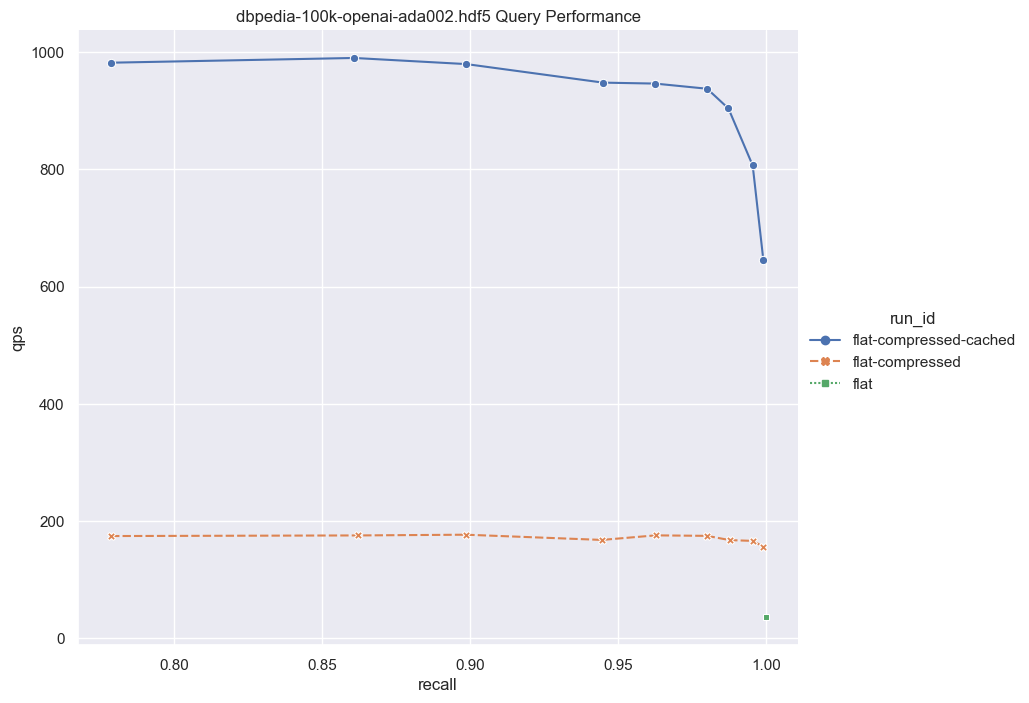 dbpedia-100k-openai-ada002.hdf5 Query Performance
1000
800
600
400
200
0
qps
0.80 0.85 0.90 0.95 1.00
recall
run_id
flat-compressed-cached
flat-compressed
flat